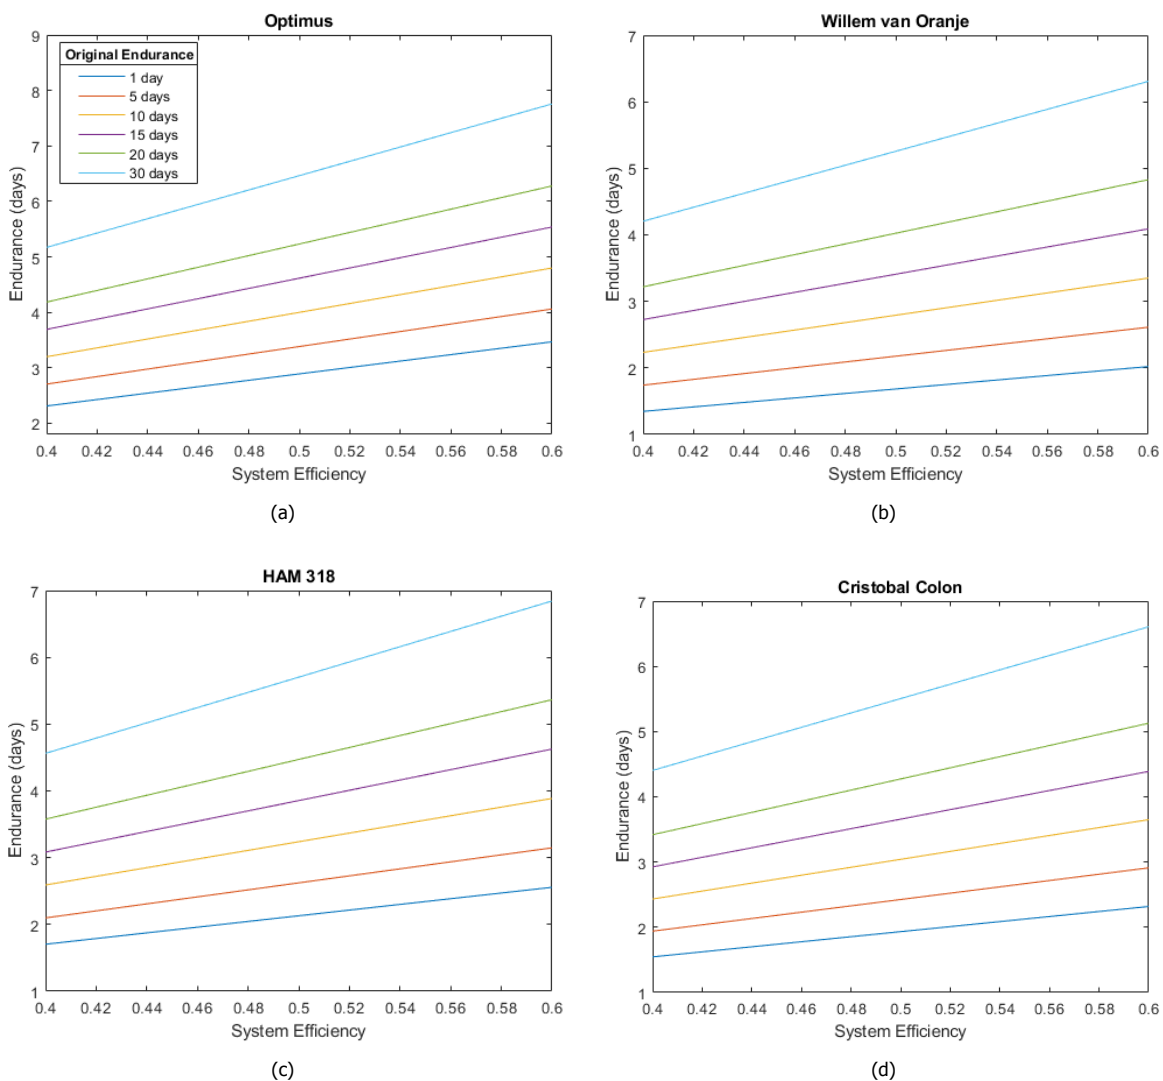 Optimus
9
8
7
6
5
4
3
2
Endurance (days)
Original Endurance
1 day
5 days
10 days
15 days
20 days
30 days
0.4 0.42 0.44 0.46 0.48 0.5 0.52 0.54 0.56 0.58 0.6
System Efficiency
(a)
Willem van Oranje
7
6
5
4
3
2
1
Endurance (days)
0.4 0.42 0.44 0.46 0.48 0.5 0.52 0.54 0.56 0.58 0.6
System Efficiency
(b)
HAM 318
7
6
5
4
3
2
1
Endurance (days)
0.4 0.42 0.44 0.46 0.48 0.5 0.52 0.54 0.56 0.58 0.6
System Efficiency
(c)
Cristobal Colon
7
6
5
4
3
2
1
Endurance (days)
0.4 0.42 0.44 0.46 0.48 0.5 0.52 0.54 0.56 0.58 0.6
System Efficiency
(d)